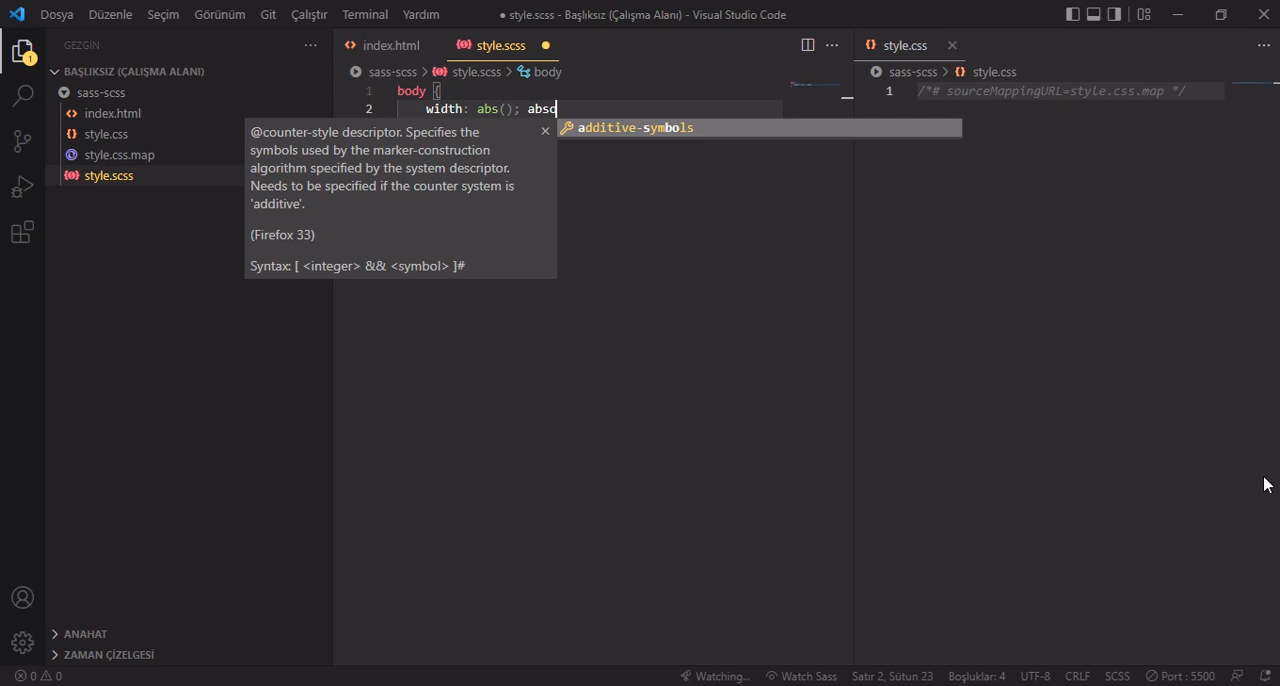 Dosya Düzenle Seçim Görünüm Git Çalıştır Terminal Yardım
● style.scss - Başlıksız (Çalışma Alanı) - Visual Studio Code
GEZGİN ···
1
BAŞLIKSIZ (ÇALIŞMA ALANI)
sass-scss
index.html
style.css
style.css.map
style.scss
ANAHAT
ZAMAN ÇİZELGESİ
index.html style.scss
sass-scss > style.scss > body
1 body {
2 width: abs(); absd
additive-symbols
@counter-style descriptor. Specifies the
symbols used by the marker-construction
algorithm specified by the system descriptor.
Needs to be specified if the counter system is
'additive'.
(Firefox 33)
Syntax: [ <integer> && <symbol> ]#
style.css
sass-scss > style.css
1 /*# sourceMappingURL=style.css.map */
0 0
Watching... Watch Sass Satır 2, Sütun 23 Boşluklar: 4 UTF-8 CRLF SCSS Port : 5500